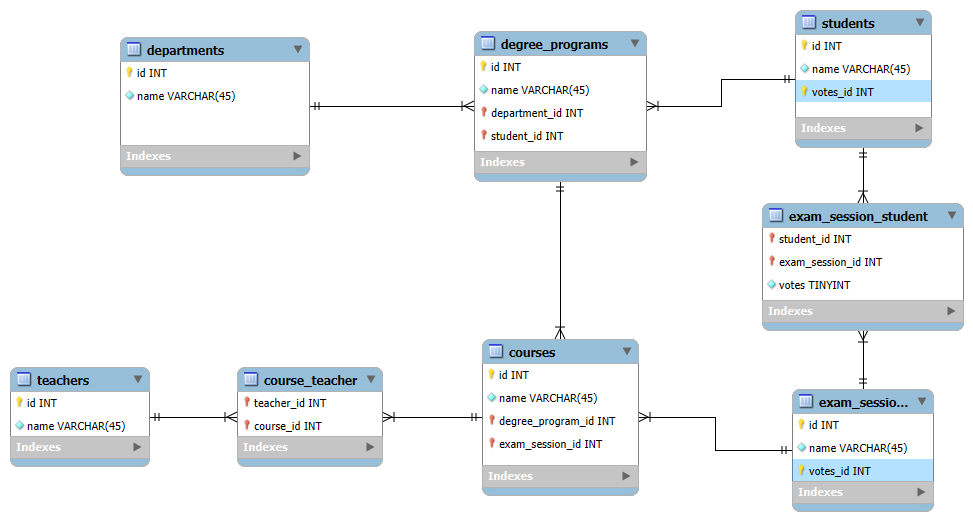 departments
id INT
name VARCHAR(45)
Indexes
degree_programs
id INT
name VARCHAR(45)
department_id INT
student_id INT
Indexes
students
id INT
name VARCHAR(45)
votes_id INT
Indexes
exam_session_student
student_id INT
exam_session_id INT
votes TINYINT
Indexes
teachers
id INT
name VARCHAR(45)
Indexes
course_teacher
teacher_id INT
course_id INT
Indexes
courses
id INT
name VARCHAR(45)
degree_program_id INT
exam_session_id INT
Indexes
exam_sessio...
id INT
name VARCHAR(45)
votes_id INT
Indexes